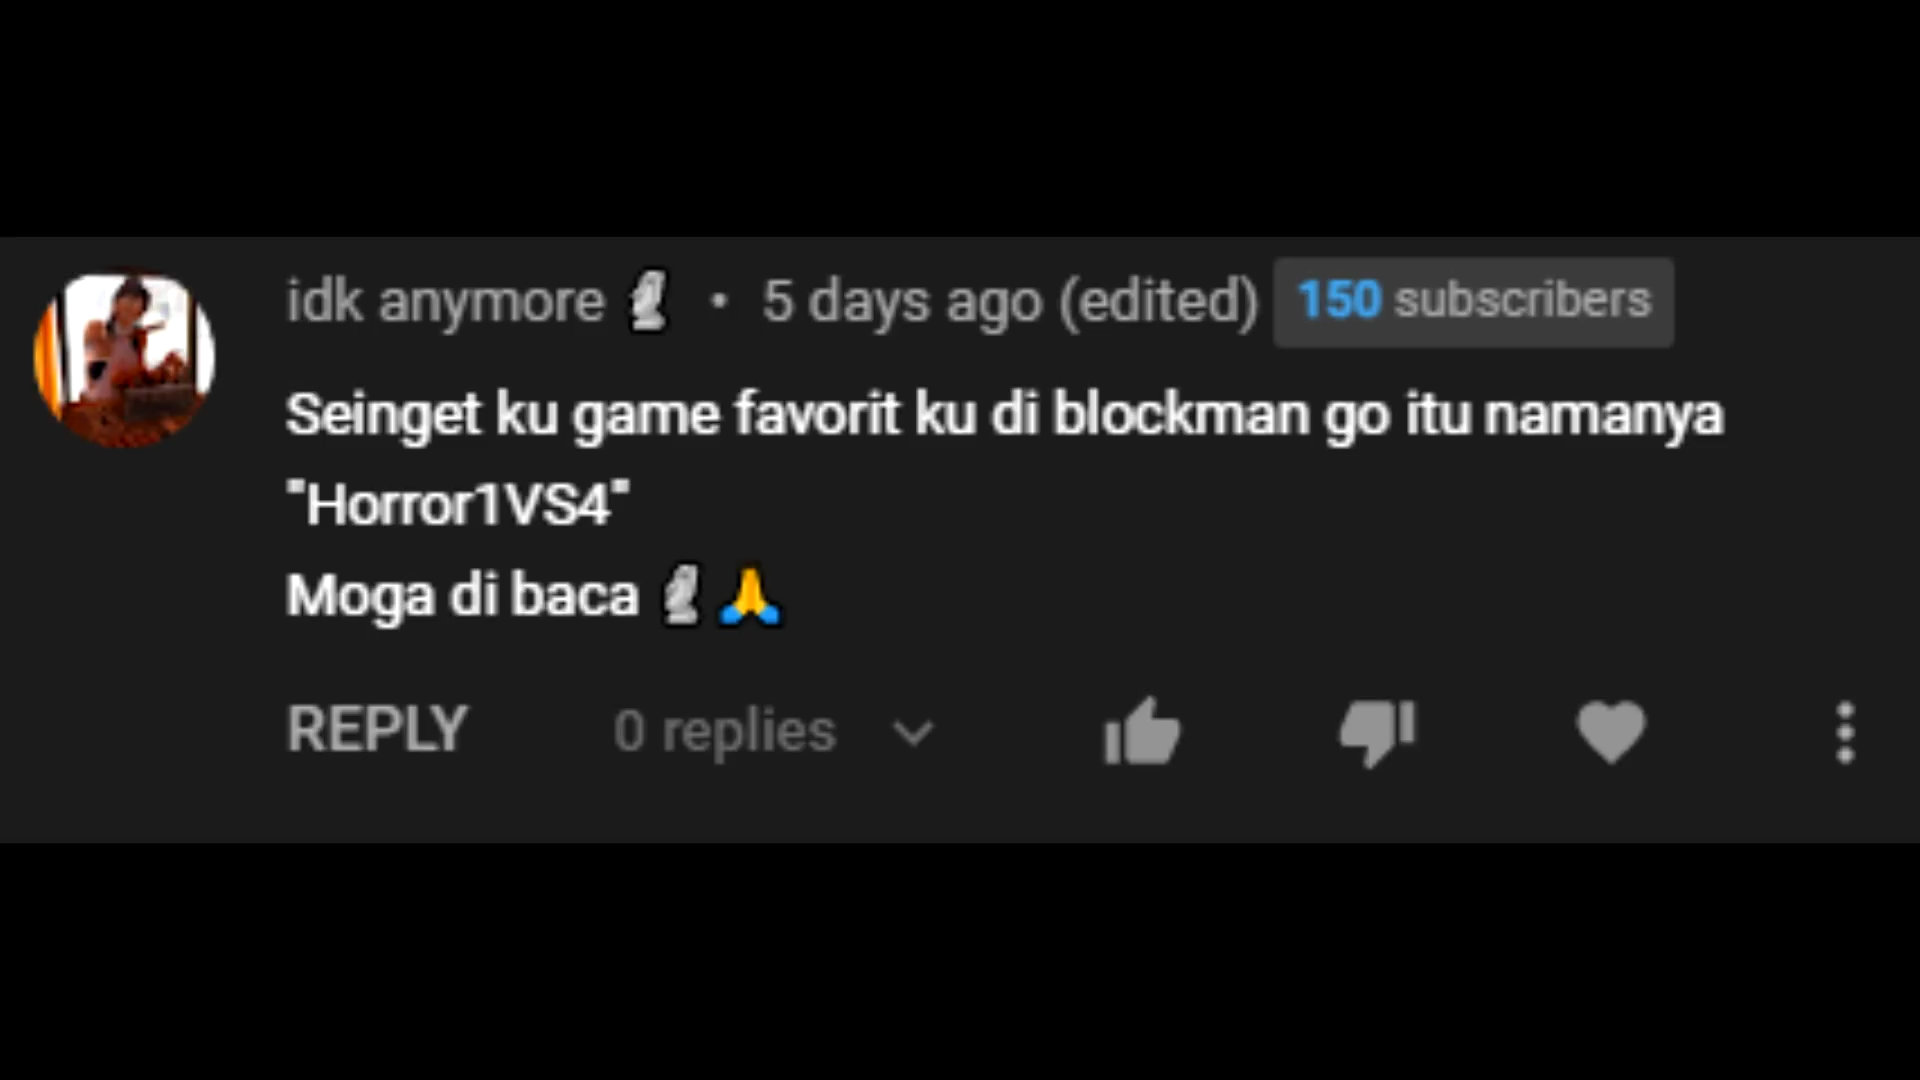 idk anymore 🗿 • 5 days ago (edited) 150 subscribers
Seinget ku game favorit ku di blockman go itu namanya
"Horror1VS4"
Moga di baca 🗿🙏
REPLY 0 replies